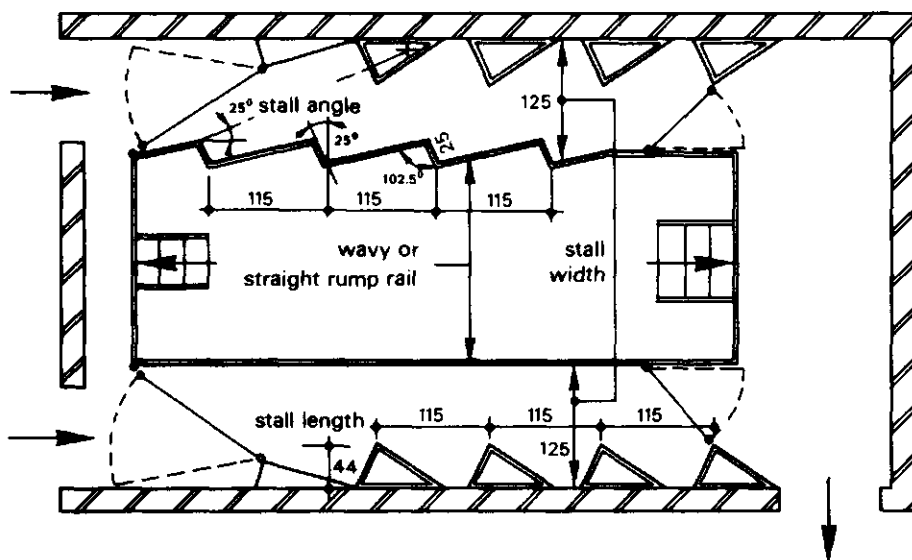 125
25° stall angle
25°
25
102.5°
115
115
115
wavy or
straight rump rail
stall
width
stall length
115
115
115
44
125